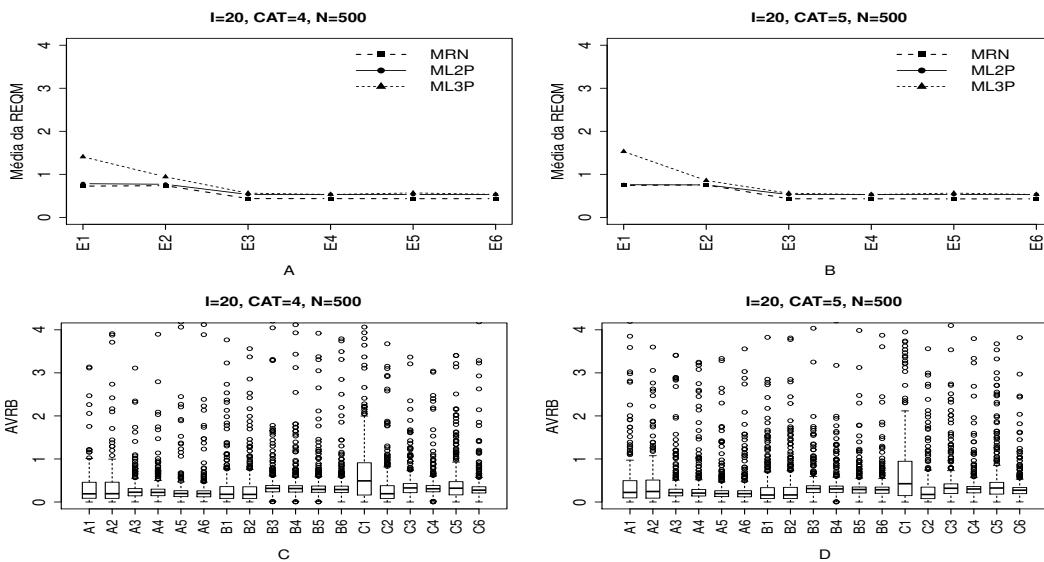 I=20, CAT=4, N=500
Média da REQM
0 1 2 3 4
MRN
ML2P
ML3P
E1 E2 E3 E4 E5 E6
A
I=20, CAT=5, N=500
Média da REQM
0 1 2 3 4
MRN
ML2P
ML3P
E1 E2 E3 E4 E5 E6
B
I=20, CAT=4, N=500
AVRB
0 1 2 3 4
A1 A2 A3 A4 A5 A6 B1 B2 B3 B4 B5 B6 C1 C2 C3 C4 C5 C6
C
I=20, CAT=5, N=500
AVRB
0 1 2 3 4
A1 A2 A3 A4 A5 A6 B1 B2 B3 B4 B5 B6 C1 C2 C3 C4 C5 C6
D